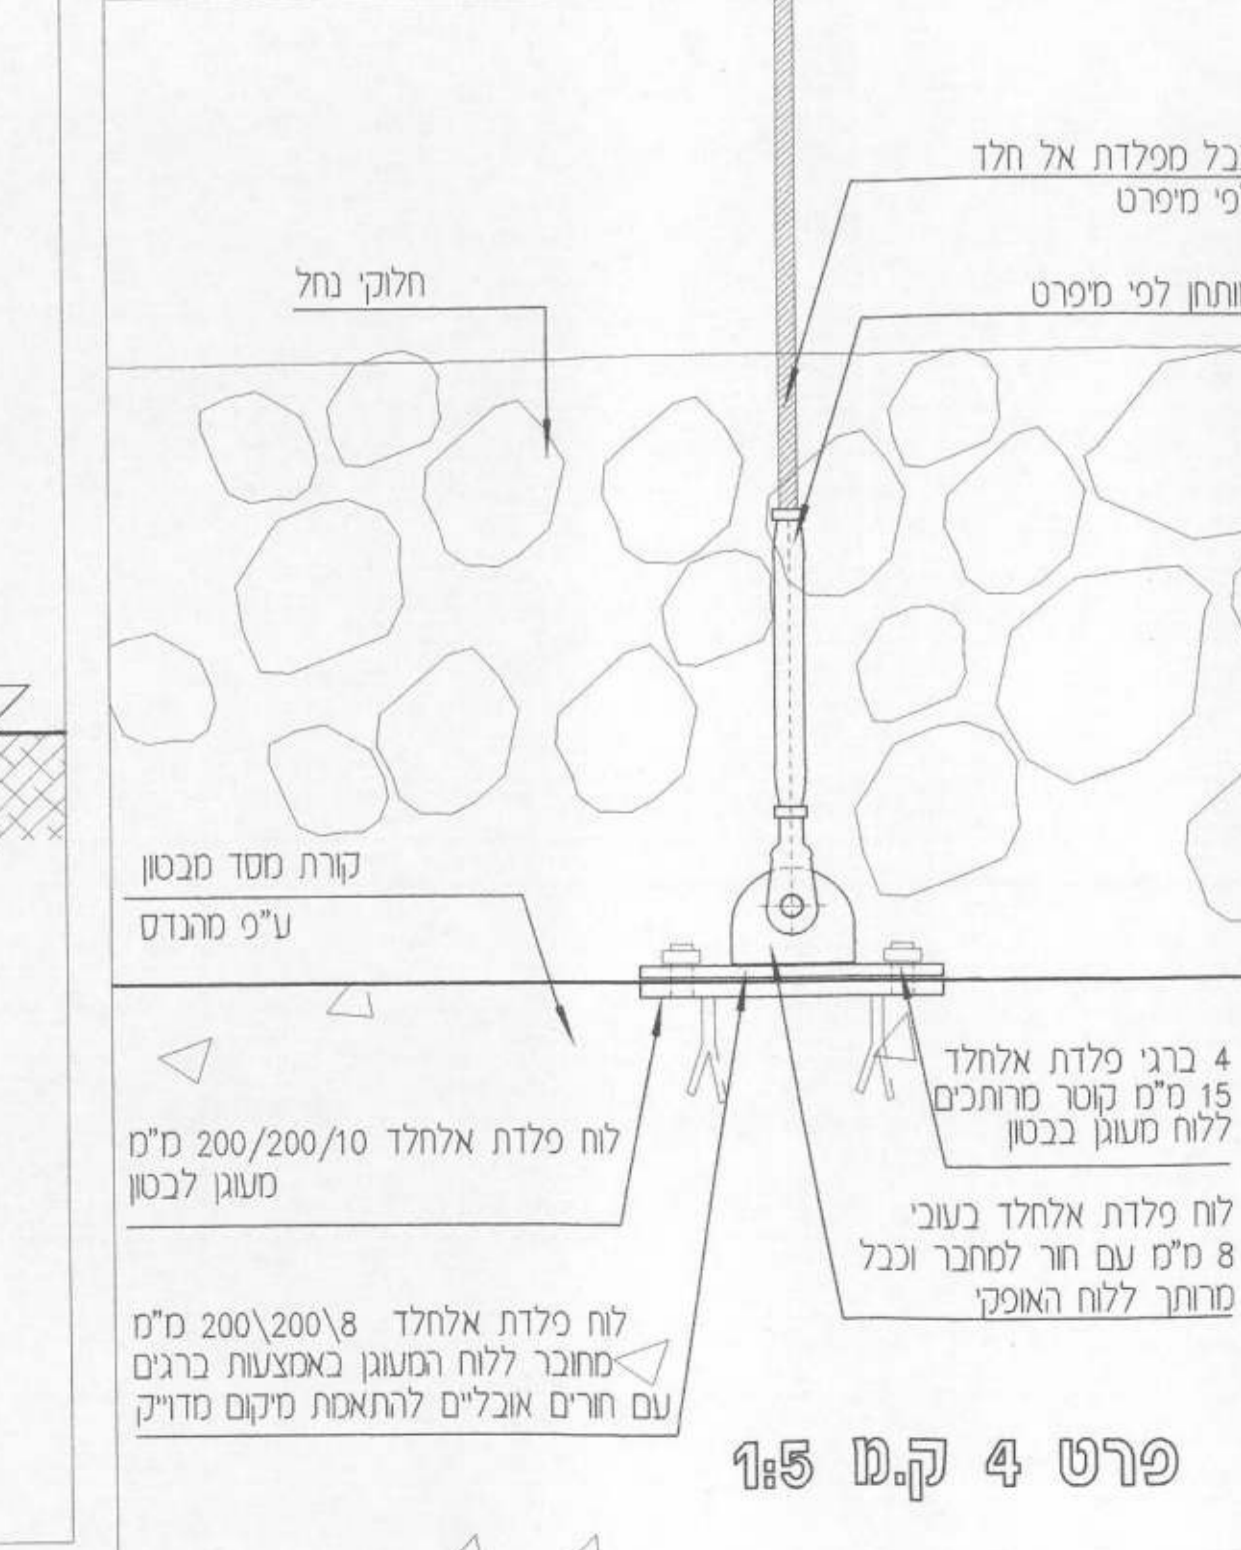 כבל מפלדת אל חלד
לפי מיפרט
חלוקי נחל
מותחן לפי מיפרט
קורת מסד מבטון
ע"פ מהנדס
4 ברגי פלדת אלחלד
15 מ"מ קוטר מרותכים
ללוח מעוגן בבטון
לוח פלדת אלחלד 200/200/10 מ"מ
מעוגן לבטון
לוח פלדת אלחלד בעובי
8 מ"מ עם חור למחבר וכבל
מרותך ללוח האופקי
לוח פלדת אלחלד 200\200\8 מ"מ
מחובר ללוח המעוגן באמצעות ברגים
עם חורים אובליים להתאמת מיקום מדוייק
פרט 4 ק.מ 1:5